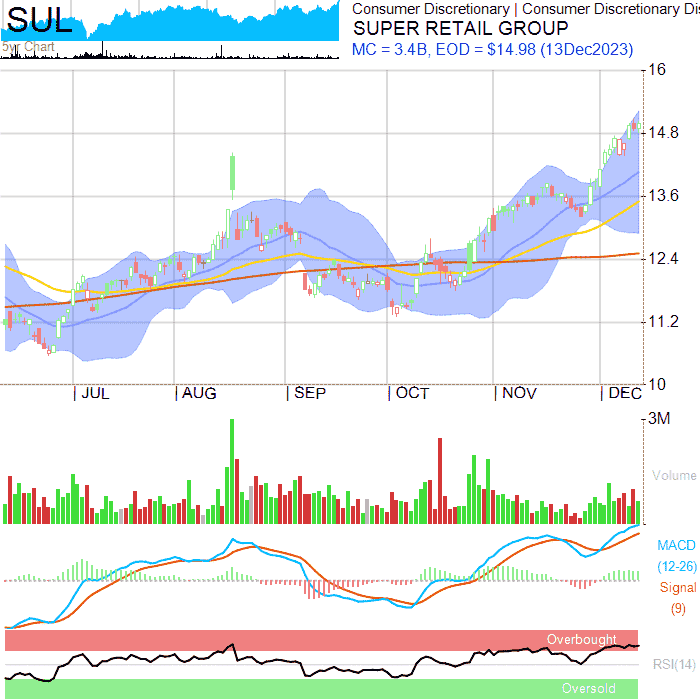 SUL
5yr Chart
Consumer Discretionary | Consumer Discretionary Dis
SUPER RETAIL GROUP
MC = 3.4B, EOD = $14.98 (13Dec2023)
16
14.8
13.6
12.4
11.2
10
JUL AUG SEP OCT NOV DEC
3M
Volume
MACD
(12-26)
Signal
(9)
Overbought
RSI(14)
Oversold